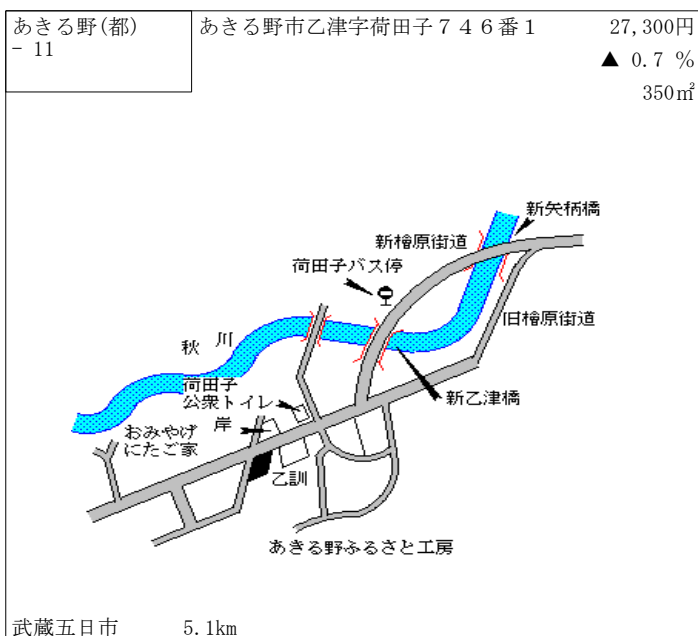 あきる野(都)
- 11
あきる野市乙津字荷田子７４６番１
27,300円
▲ 0.7 %
350㎡
新矢柄橋
新檜原街道
荷田子バス停
旧檜原街道
秋 川
荷田子
公衆トイレ
新乙津橋
岸
おみやげ
にたご家
乙訓
あきる野ふるさと工房
武蔵五日市 5.1km